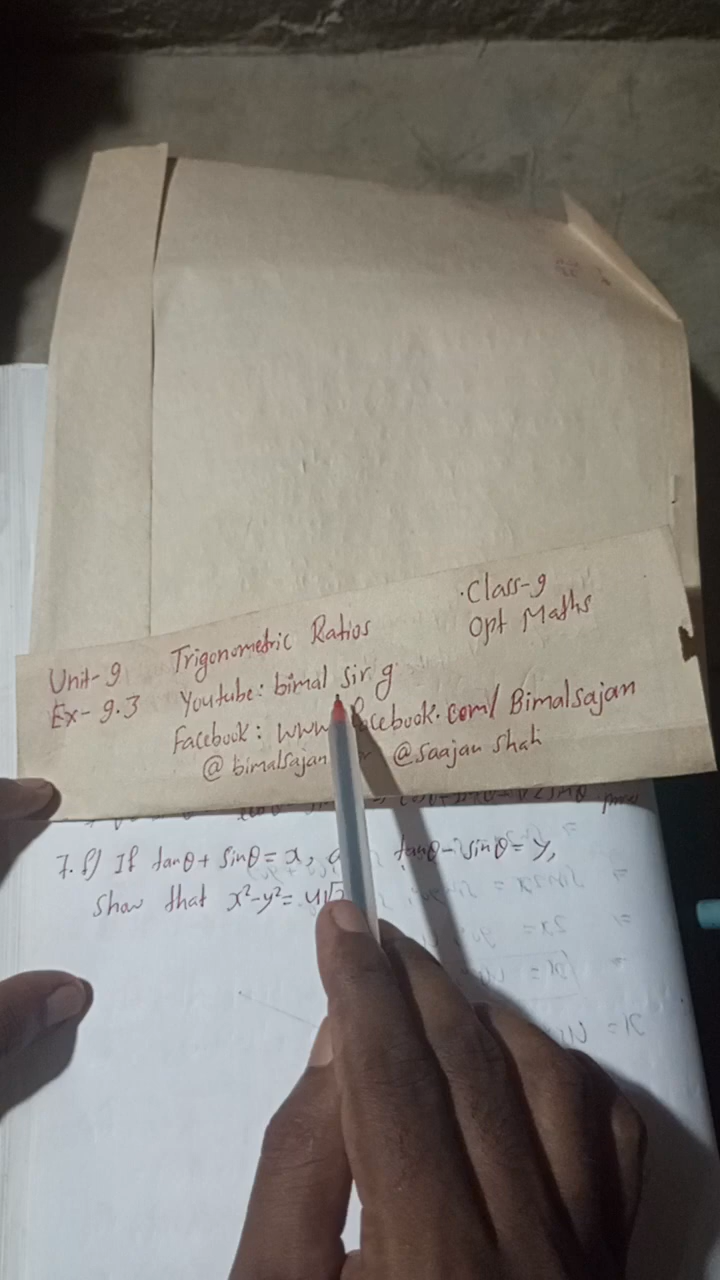 ·Class-9
Opt Maths
Unit-9 Trigonometric Ratios
Ex- 9.3 Youtube: bimal sir g
Facebook: www facebook.com/ Bimalsajan
@ bimalsajan @ saajan shah
7. f) If tanθ + sinθ = x, tanθ - sinθ = y,
show that x²-y² = 4√